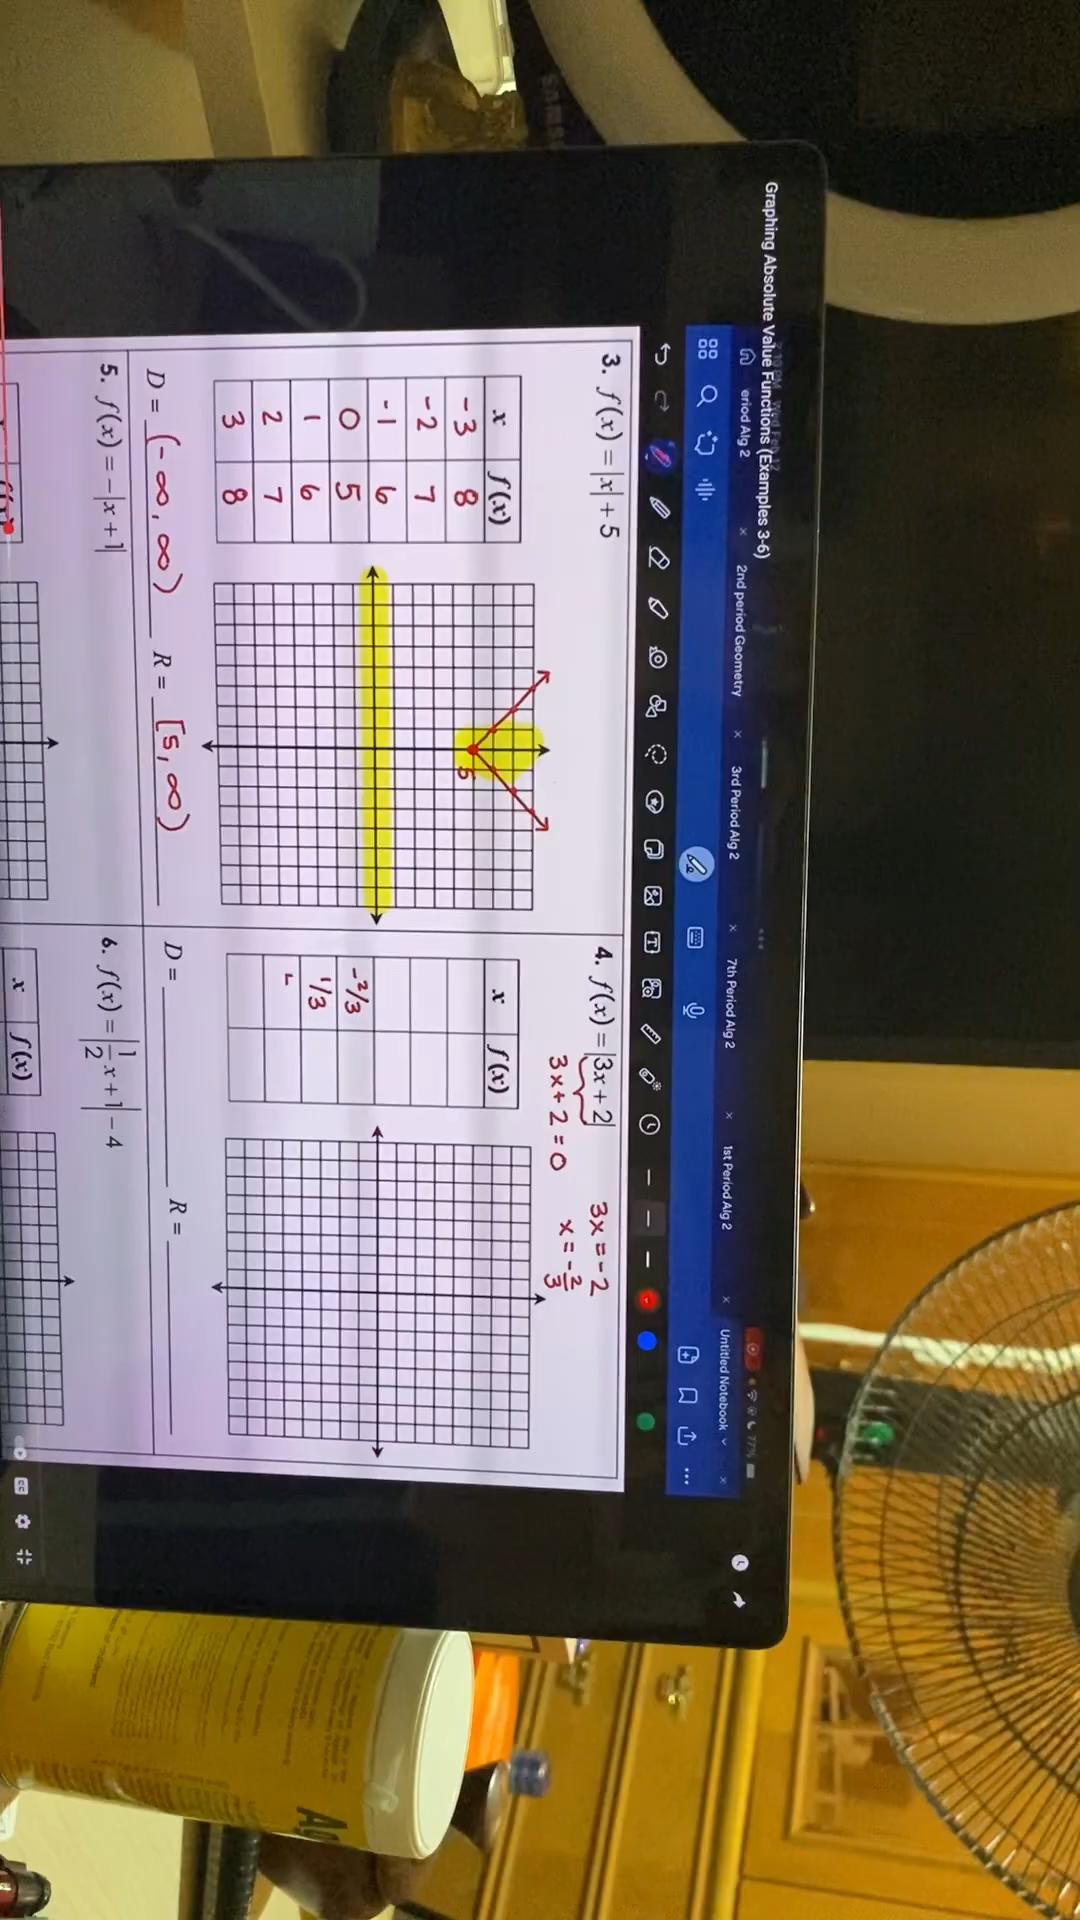 Graphing Absolute Value Functions (Examples 3-6)
eriod Alg 2 × 2nd period Geometry × 3rd Period Alg 2 × 7th Period Alg 2 × 1st Period Alg 2 × Untitled Notebook ×
77%
3. f(x) = |x| + 5
x f(x)
-3 8
-2 7
-1 6
0 5
1 6
2 7
3 8
5
D = (-∞, ∞) R = [5, ∞)
4. f(x) = |3x + 2|
3x = -2
3x + 2 = 0
x = -2/3
x f(x)
-2/3
1/3
D = R =
5. f(x) = -|x + 1|
6. f(x) = |1/2 x + 1| - 4
x f(x)
CC